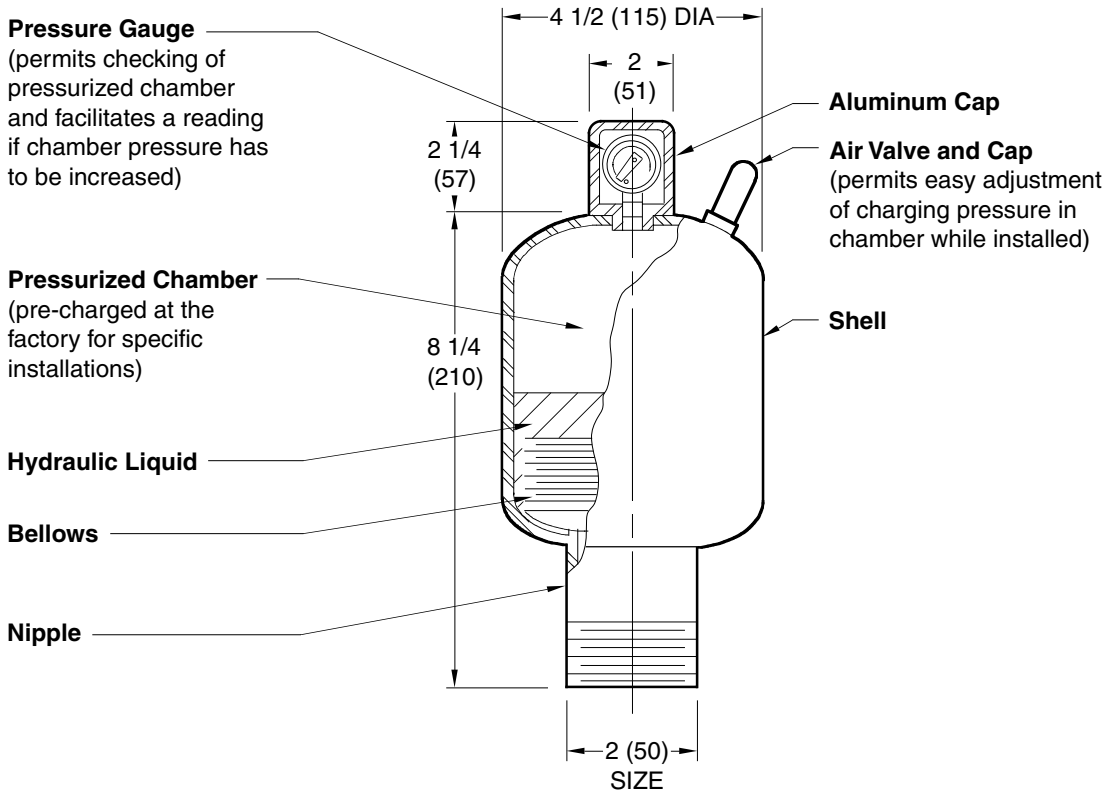 Pressure Gauge
(permits checking of
pressurized chamber
and facilitates a reading
if chamber pressure has
to be increased)
4 1/2 (115) DIA
2
(51)
2 1/4
(57)
Aluminum Cap
Air Valve and Cap
(permits easy adjustment
of charging pressure in
chamber while installed)
Pressurized Chamber
(pre-charged at the
factory for specific
installations)
8 1/4
(210)
Shell
Hydraulic Liquid
Bellows
Nipple
2 (50)
SIZE